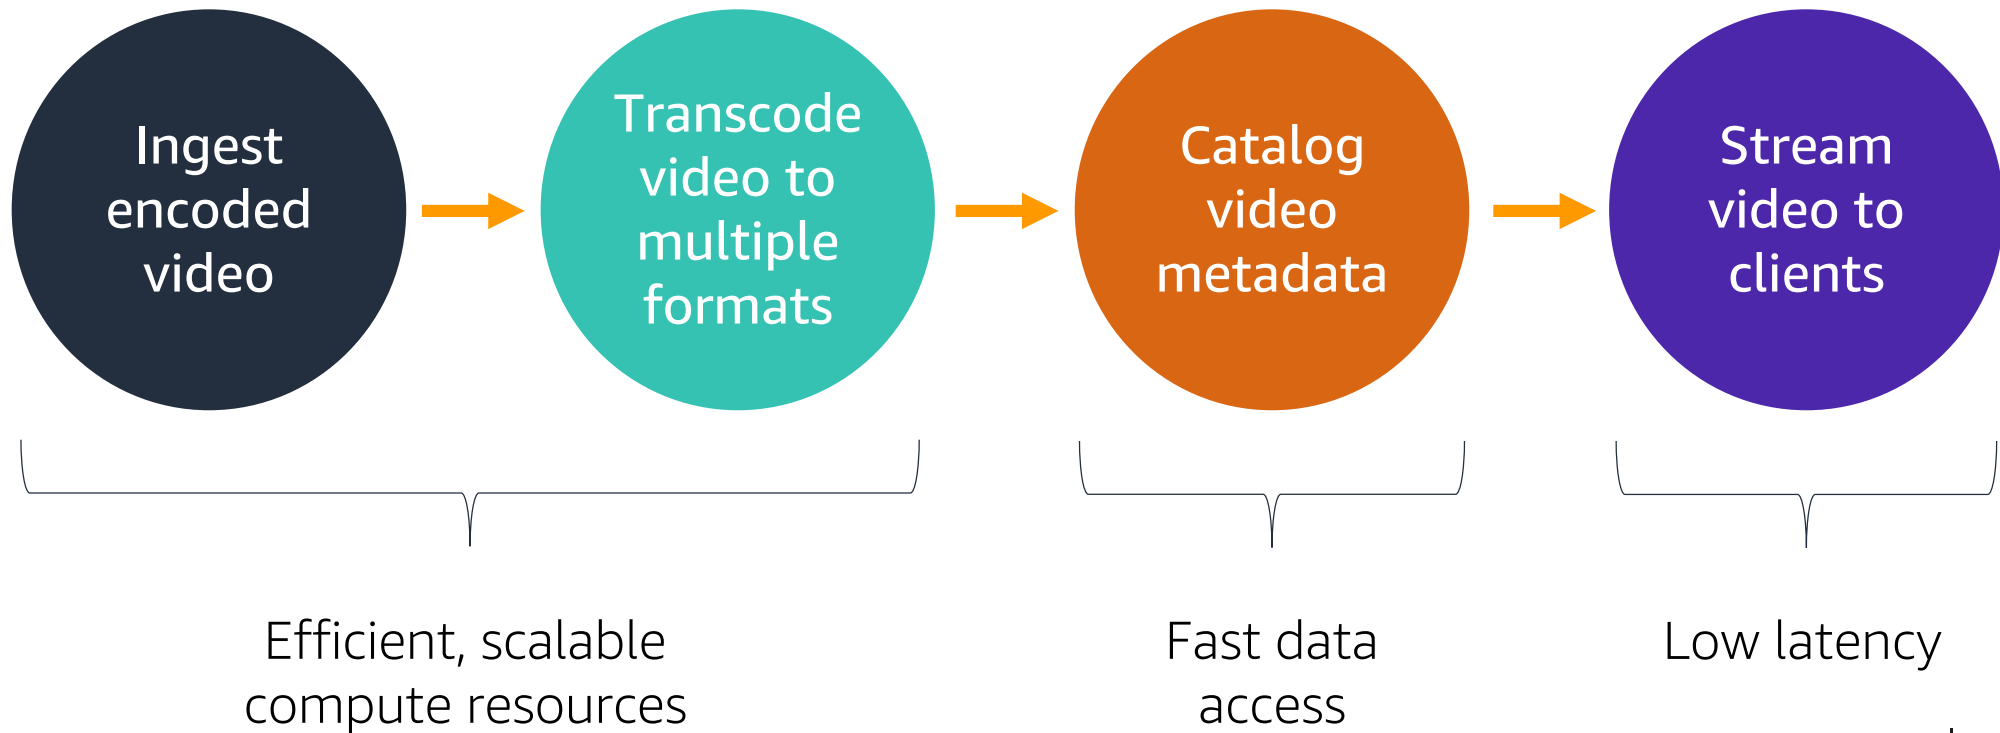 Ingest
encoded
video
Transcode
video to
multiple
formats
Catalog
video
metadata
Stream
video to
clients
Efficient, scalable
compute resources
Fast data
access
Low latency